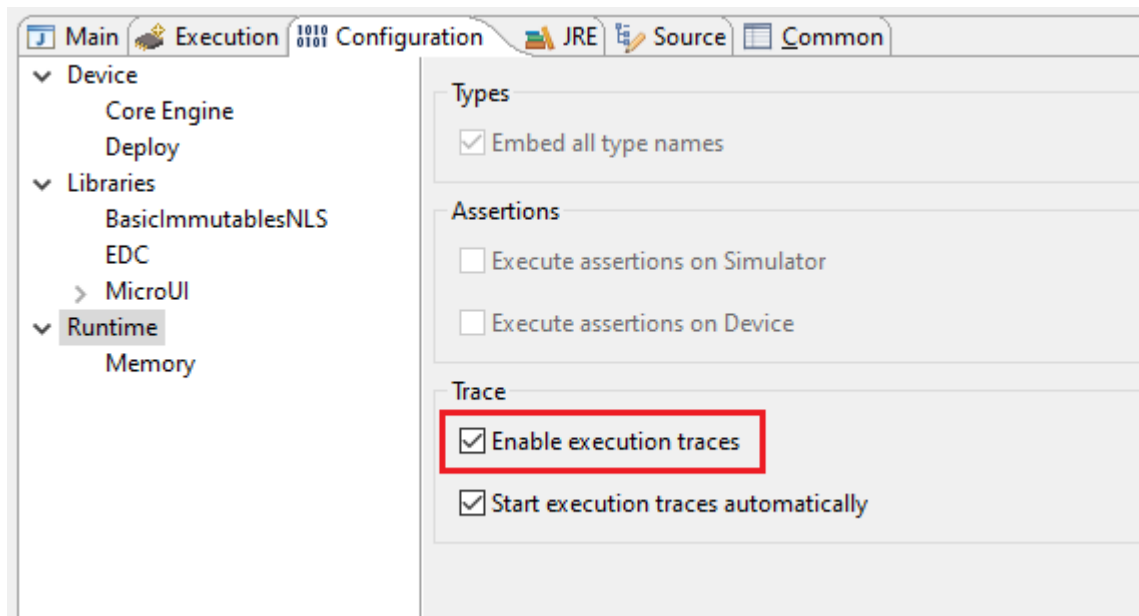 Main Execution Configuration JRE Source Common
Device
Core Engine
Deploy
Libraries
BasicImmutablesNLS
EDC
MicroUI
Runtime
Memory
Types
Embed all type names
Assertions
Execute assertions on Simulator
Execute assertions on Device
Trace
Enable execution traces
Start execution traces automatically